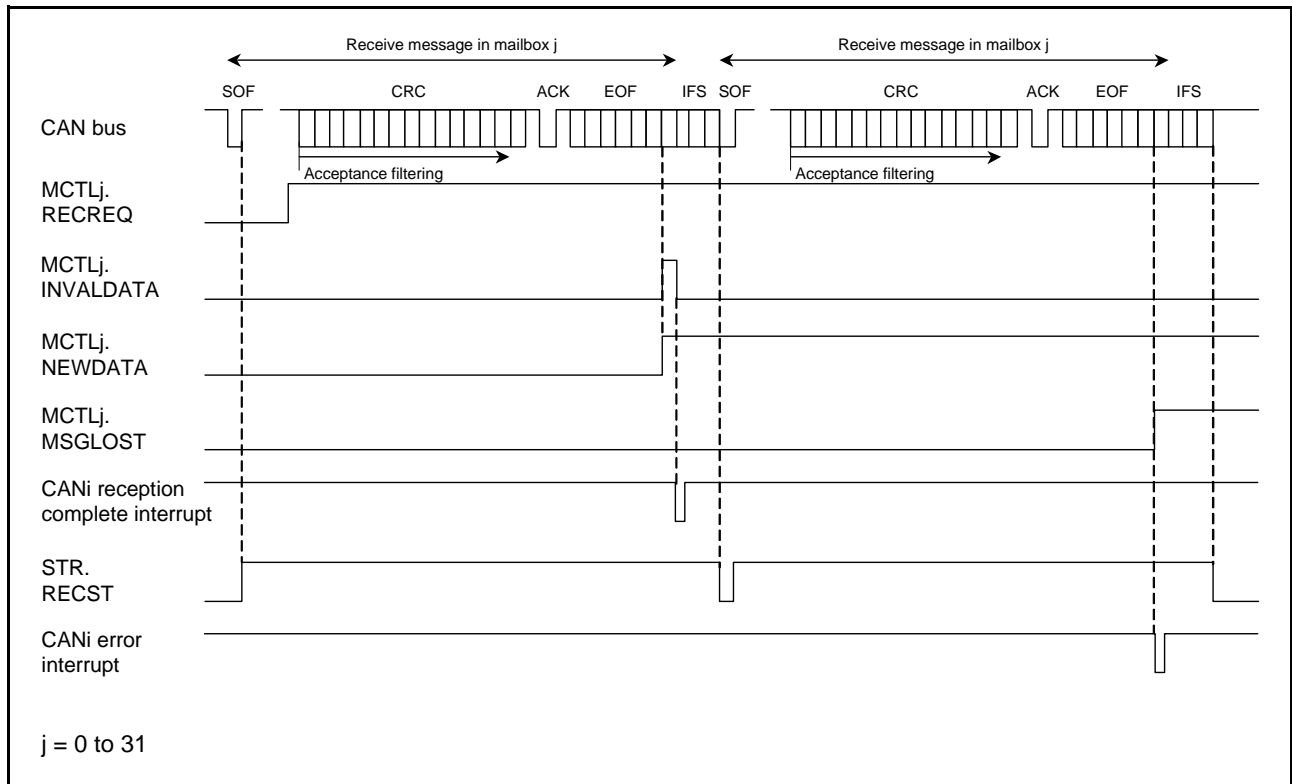 Receive message in mailbox j Receive message in mailbox j
SOF CRC ACK EOF IFS SOF CRC ACK EOF IFS
CAN bus
Acceptance filtering Acceptance filtering
MCTLj.
RECREQ
MCTLj.
INVALDATA
MCTLj.
NEWDATA
MCTLj.
MSGLOST
CANi reception
complete interrupt
STR.
RECST
CANi error
interrupt
j = 0 to 31